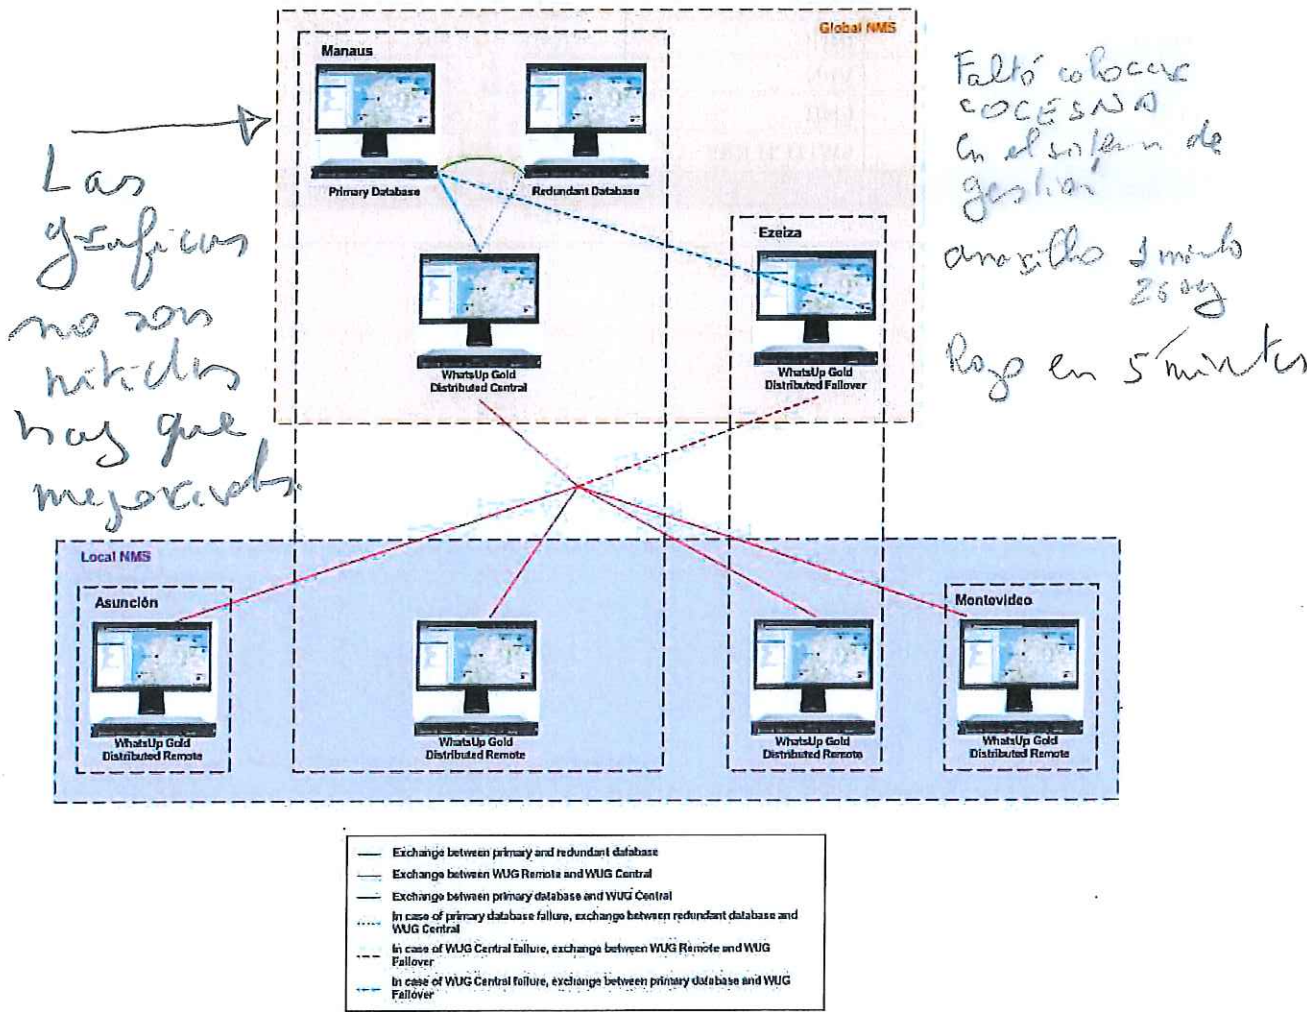 Global NMS
Manaus
Primary Database
Redundant Database
Ezeiza
WhatsUp Gold
Distributed Central
WhatsUp Gold
Distributed Failover
Las
gráficas
no son
nítidas
hay que
mejorarlas.
Faltó colocar
COCESNA
en el sistema de
gestión
amarillo 1 minuto
Rojo en 5 minutos
Local NMS
Asunción
Montevideo
WhatsUp Gold
Distributed Remote
WhatsUp Gold
Distributed Remote
WhatsUp Gold
Distributed Remote
WhatsUp Gold
Distributed Remote
Exchange between primary and redundant database
Exchange between WUG Remote and WUG Central
Exchange between primary database and WUG Central
In case of primary database failure, exchange between redundant database and
WUG Central
In case of WUG Central failure, exchange between WUG Remote and WUG
Failover
In case of WUG Central failure, exchange between primary database and WUG
Failover